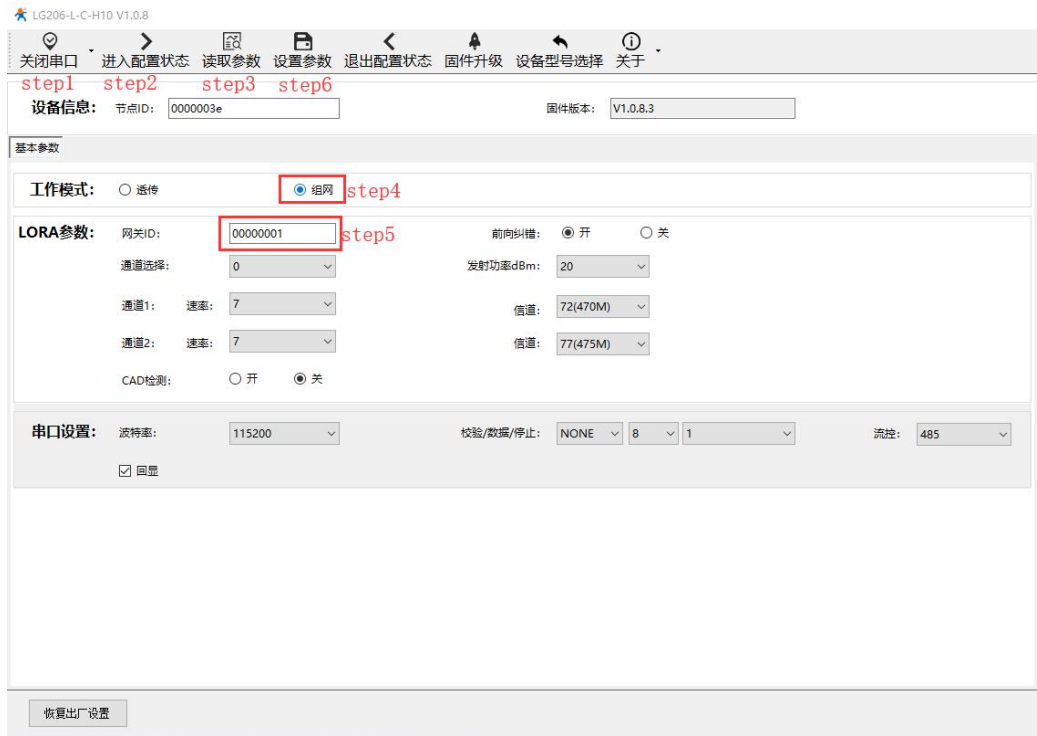 LG206-L-C-H10 V1.0.8
关闭串口 进入配置状态 读取参数 设置参数 退出配置状态 固件升级 设备型号选择 关于
step1 step2 step3 step6
设备信息: 节点ID: 0000003e 固件版本: V1.0.8.3
基本参数
工作模式: 透传 组网 step4
LORA参数: 网关ID: 00000001 step5 前向纠错: 开 关
通道选择: 0 发射功率dBm: 20
通道1: 速率: 7 信道: 72(470M)
通道2: 速率: 7 信道: 77(475M)
CAD检测: 开 关
串口设置: 波特率: 115200 校验/数据/停止: NONE 8 1 流控: 485
回显
恢复出厂设置